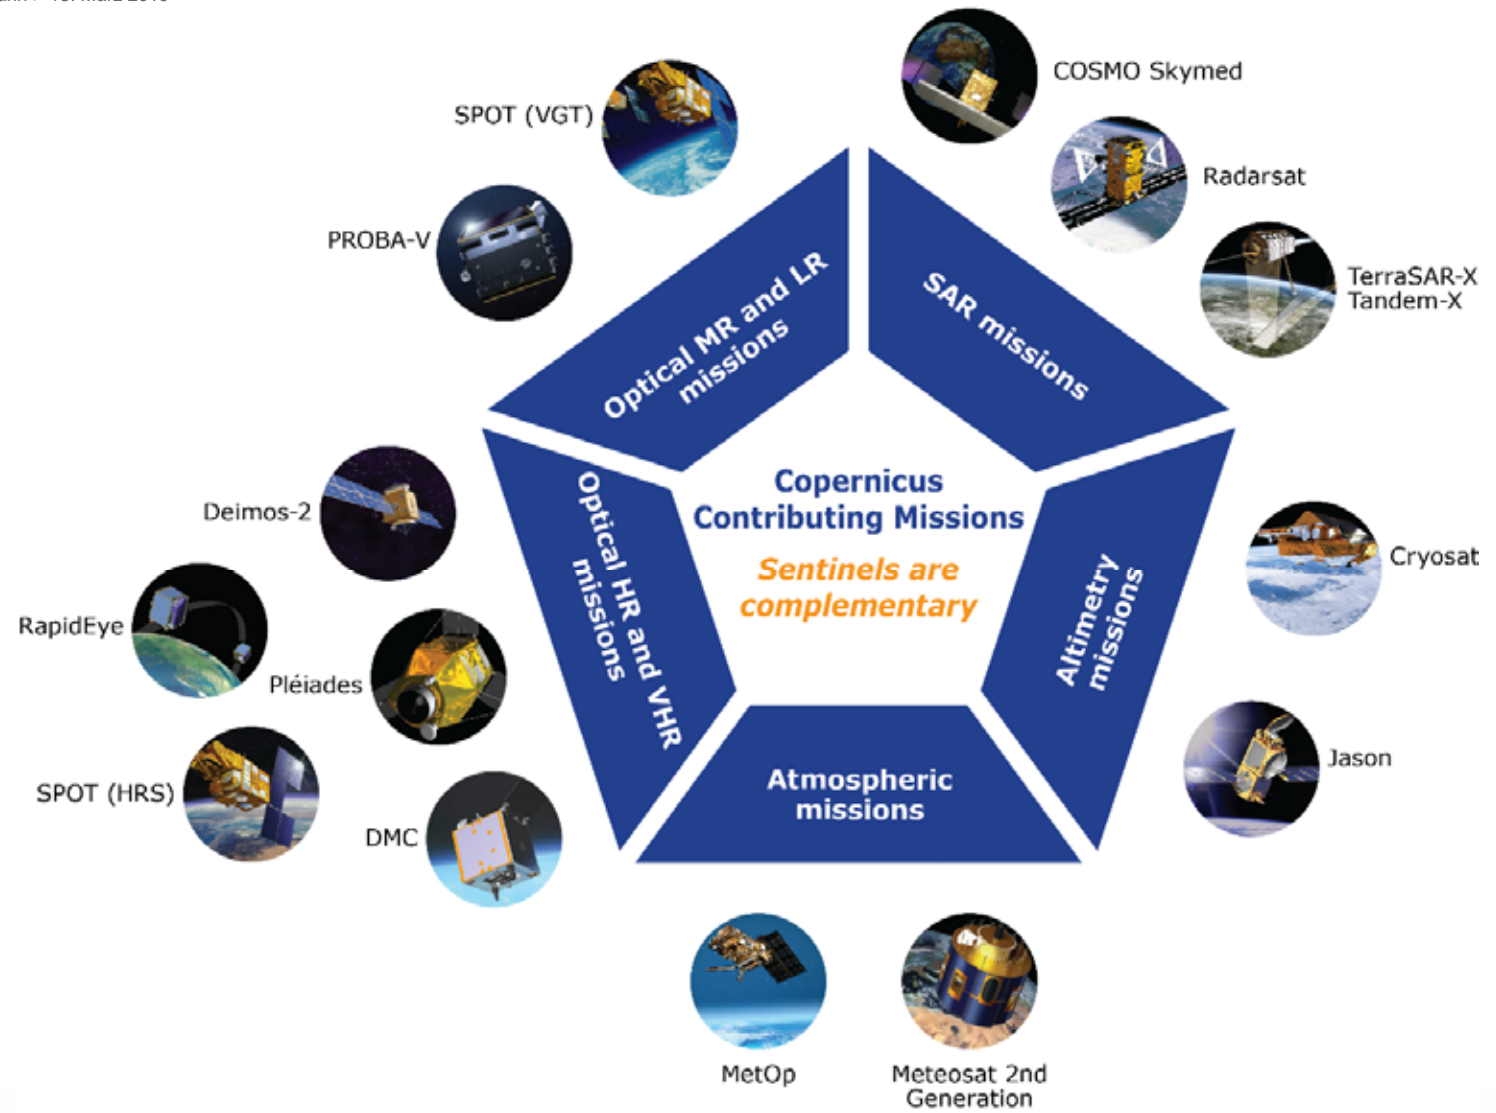 COSMO Skymed
SPOT (VGT)
Radarsat
PROBA-V
TerraSAR-X
Tandem-X
Optical MR and LR
missions
SAR missions
Copernicus
Contributing Missions
Sentinels are
complementary
Deimos-2
Optical HR and VHR
missions
Altimetry
missions
Cryosat
RapidEye
Pléiades
Jason
SPOT (HRS)
DMC
Atmospheric
missions
MetOp
Meteosat 2nd
Generation